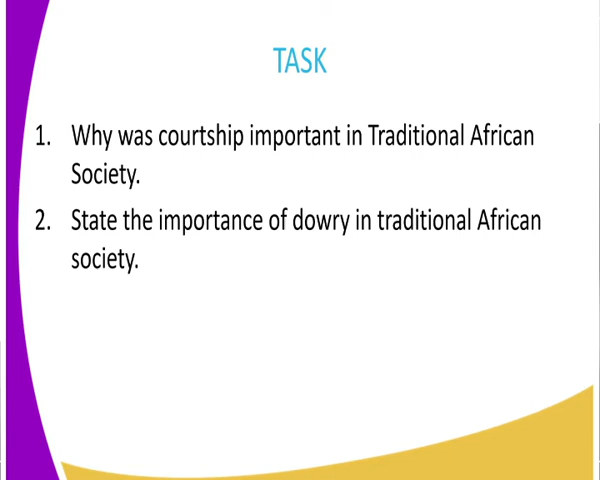 TASK
1. Why was courtship important in Traditional African
Society.
2. State the importance of dowry in traditional African
society.